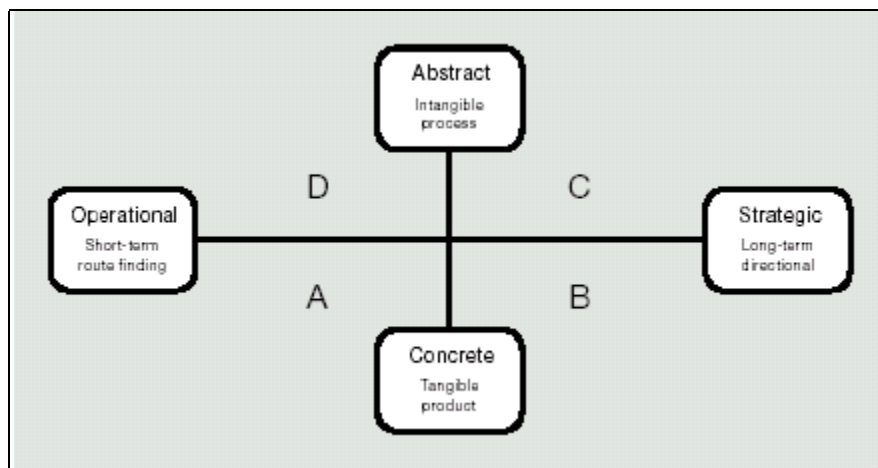 Abstract
Intangible
process
D
C
Operational
Short-term
route finding
Strategic
Long-term
directional
A
B
Concrete
Tangible
product